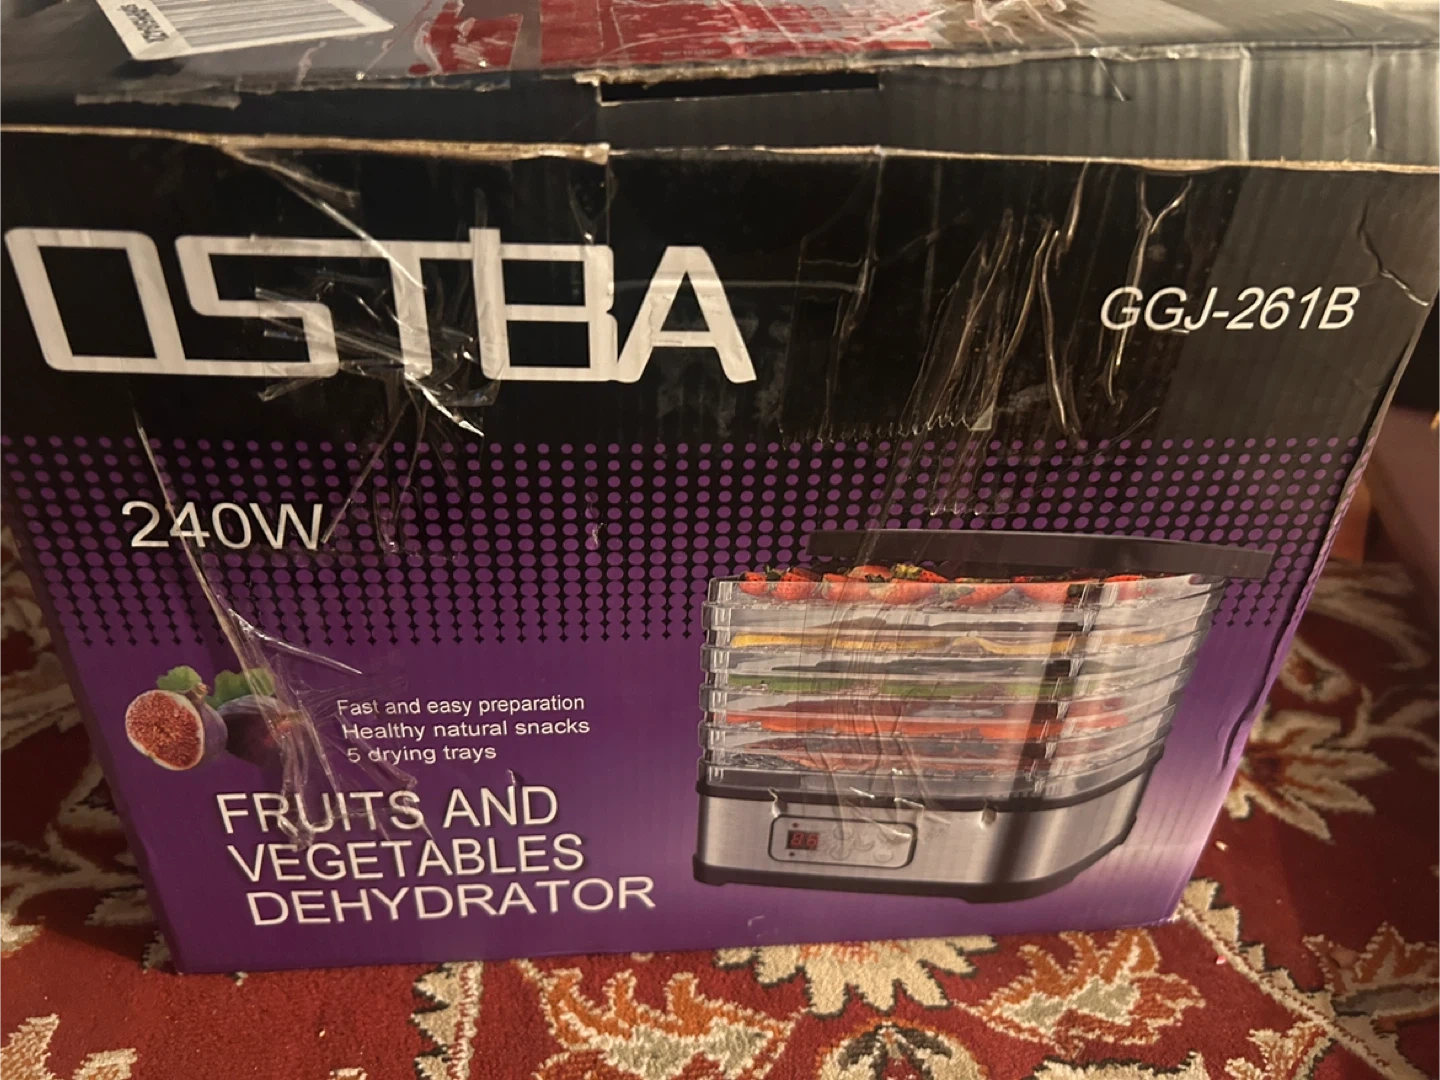 OSTBA
GGJ-261B
240W
Fast and easy preparation
Healthy natural snacks
5 drying trays
FRUITS AND
VEGETABLES
DEHYDRATOR